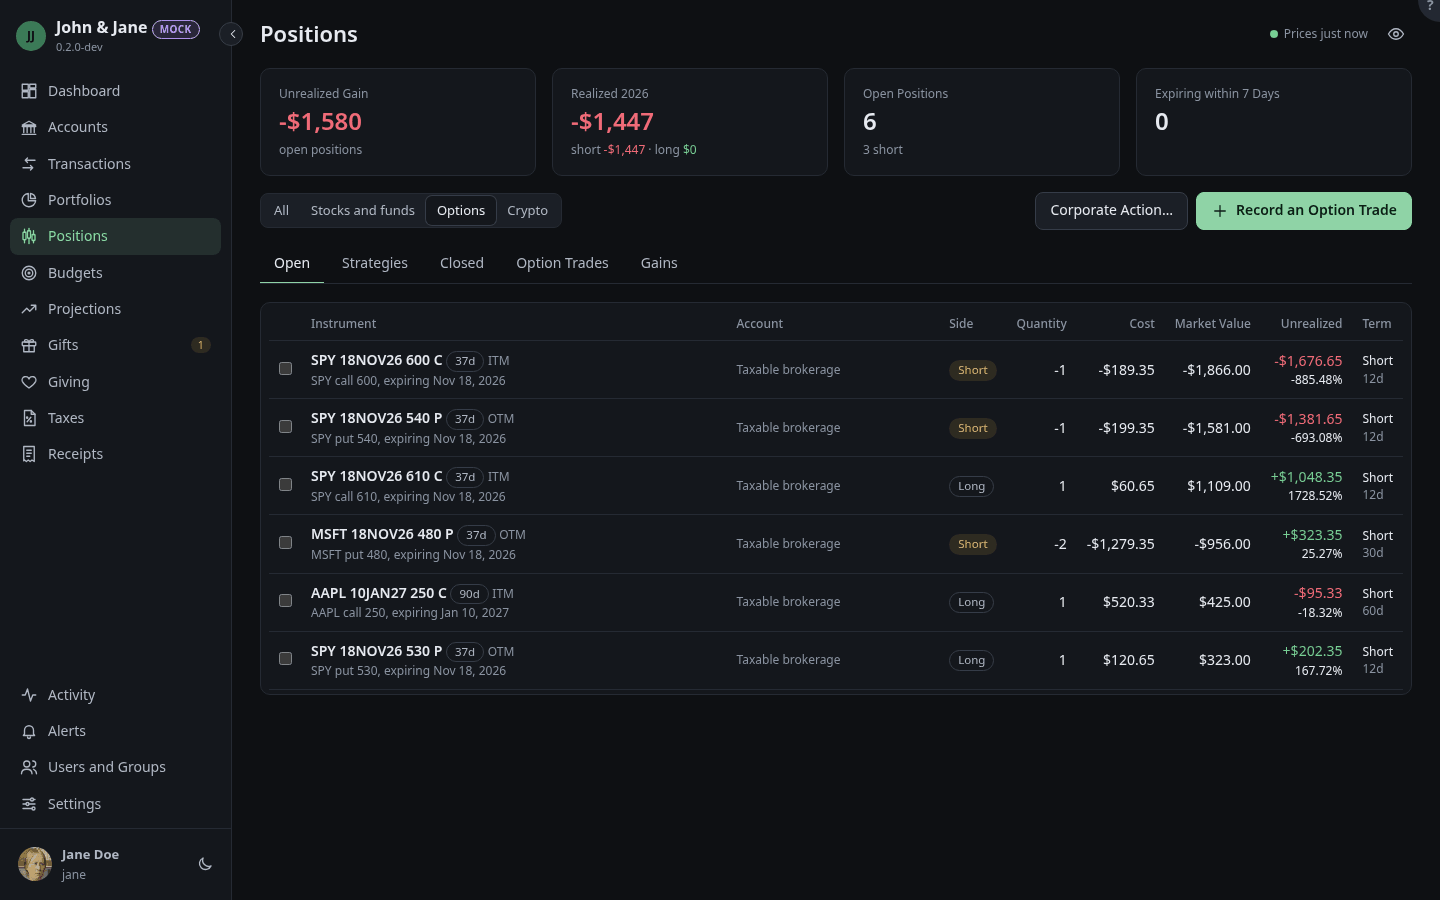 JJ
John & Jane MOCK
0.2.0-dev
Dashboard
Accounts
Transactions
Portfolios
Positions
Budgets
Projections
Gifts 1
Giving
Taxes
Receipts
Activity
Alerts
Users and Groups
Settings
Jane Doe
jane
?
Positions
Prices just now
Unrealized Gain
-$1,580
open positions
Realized 2026
-$1,447
short -$1,447 · long $0
Open Positions
6
3 short
Expiring within 7 Days
0
All Stocks and funds Options Crypto
Corporate Action...
+ Record an Option Trade
Open Strategies Closed Option Trades Gains
Instrument Account Side Quantity Cost Market Value Unrealized Term
SPY 18NOV26 600 C 37d ITM Taxable brokerage Short -1 -$189.35 -$1,866.00 -$1,676.65 Short
SPY call 600, expiring Nov 18, 2026 -885.48% 12d
SPY 18NOV26 540 P 37d OTM Taxable brokerage Short -1 -$199.35 -$1,581.00 -$1,381.65 Short
SPY put 540, expiring Nov 18, 2026 -693.08% 12d
SPY 18NOV26 610 C 37d ITM Taxable brokerage Long 1 $60.65 $1,109.00 +$1,048.35 Short
SPY call 610, expiring Nov 18, 2026 1728.52% 12d
MSFT 18NOV26 480 P 37d OTM Taxable brokerage Short -2 -$1,279.35 -$956.00 +$323.35 Short
MSFT put 480, expiring Nov 18, 2026 25.27% 30d
AAPL 10JAN27 250 C 90d ITM Taxable brokerage Long 1 $520.33 $425.00 -$95.33 Short
AAPL call 250, expiring Jan 10, 2027 -18.32% 60d
SPY 18NOV26 530 P 37d OTM Taxable brokerage Long 1 $120.65 $323.00 +$202.35 Short
SPY put 530, expiring Nov 18, 2026 167.72% 12d